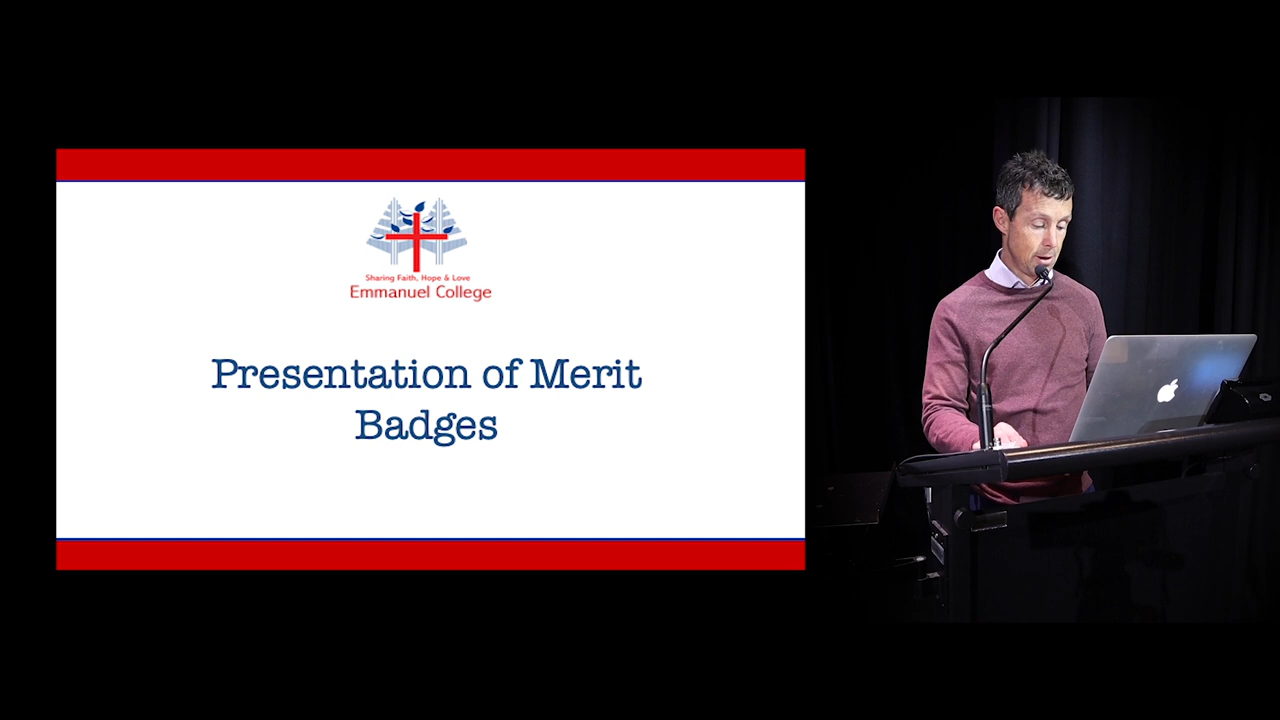 Sharing Faith, Hope & Love
Emmanuel College
Presentation of Merit
Badges